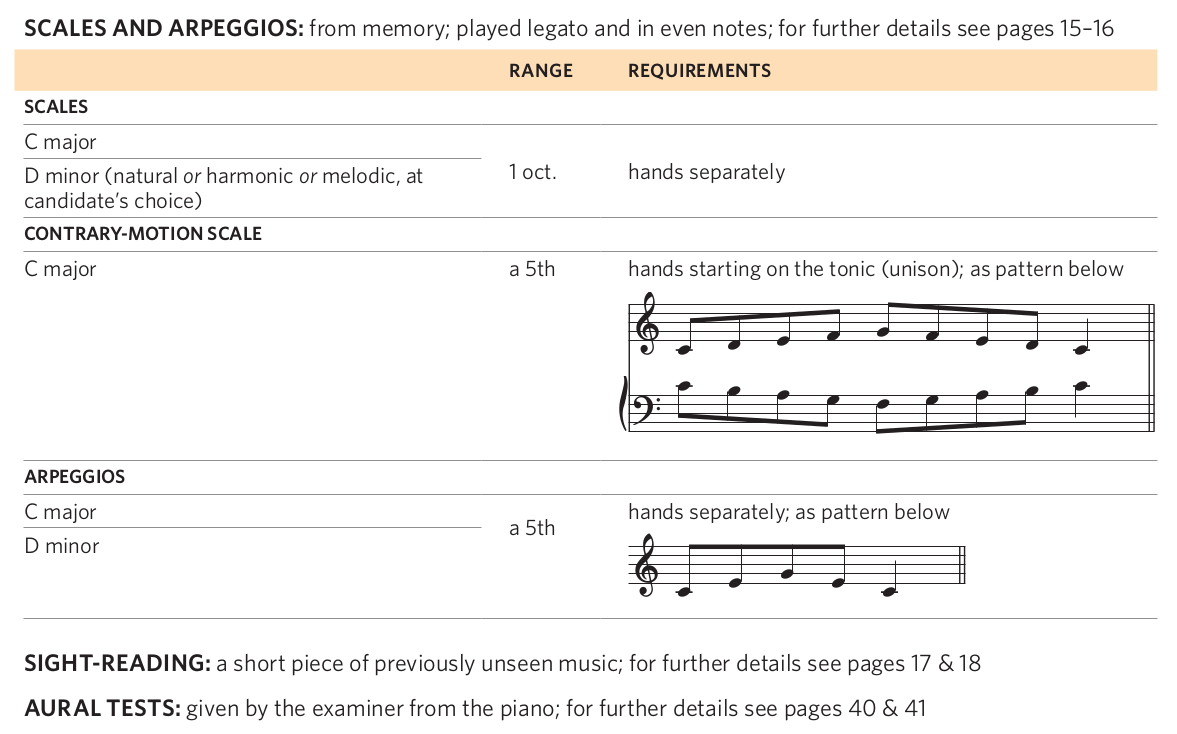 SCALES AND ARPEGGIOS: from memory; played legato and in even notes; for further details see pages 15–16
RANGE REQUIREMENTS
SCALES
C major
D minor (natural or harmonic or melodic, at
candidate’s choice)
1 oct. hands separately
CONTRARY-MOTION SCALE
C major a 5th hands starting on the tonic (unison); as pattern below
ARPEGGIOS
C major
D minor
a 5th
hands separately; as pattern below
SIGHT-READING: a short piece of previously unseen music; for further details see pages 17 & 18
AURAL TESTS: given by the examiner from the piano; for further details see pages 40 & 41